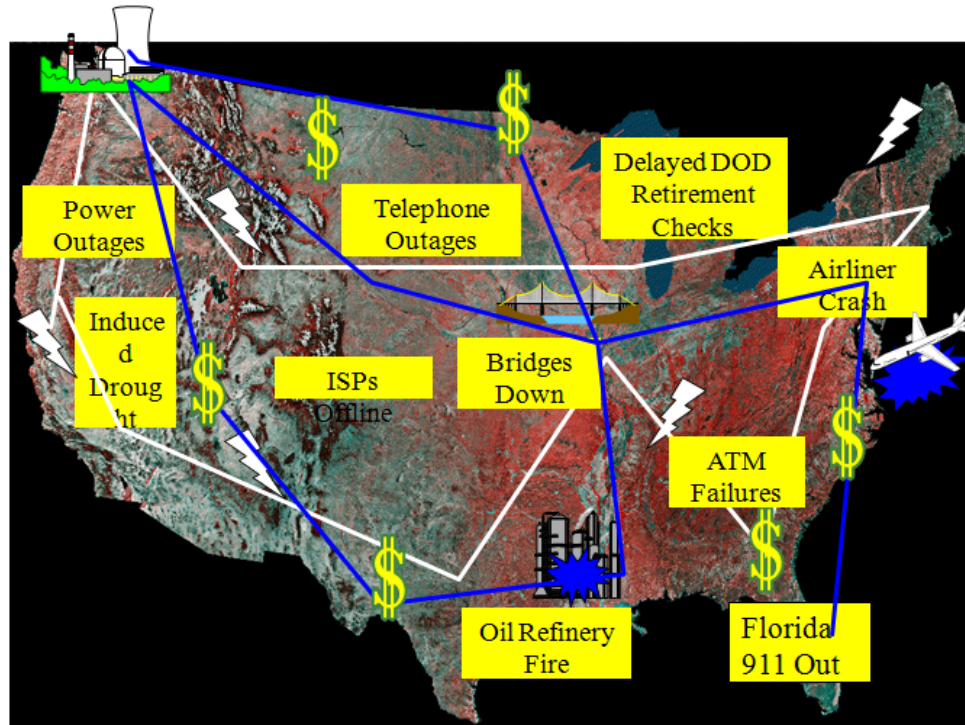 Delayed DOD
Retirement
Checks
Power
Outages
Telephone
Outages
Airliner
Crash
Induce
d
Drough
ht
ISPs
Offline
Bridges
Down
ATM
Failures
Oil Refinery
Fire
Florida
911 Out
$
$
$
$
$
$